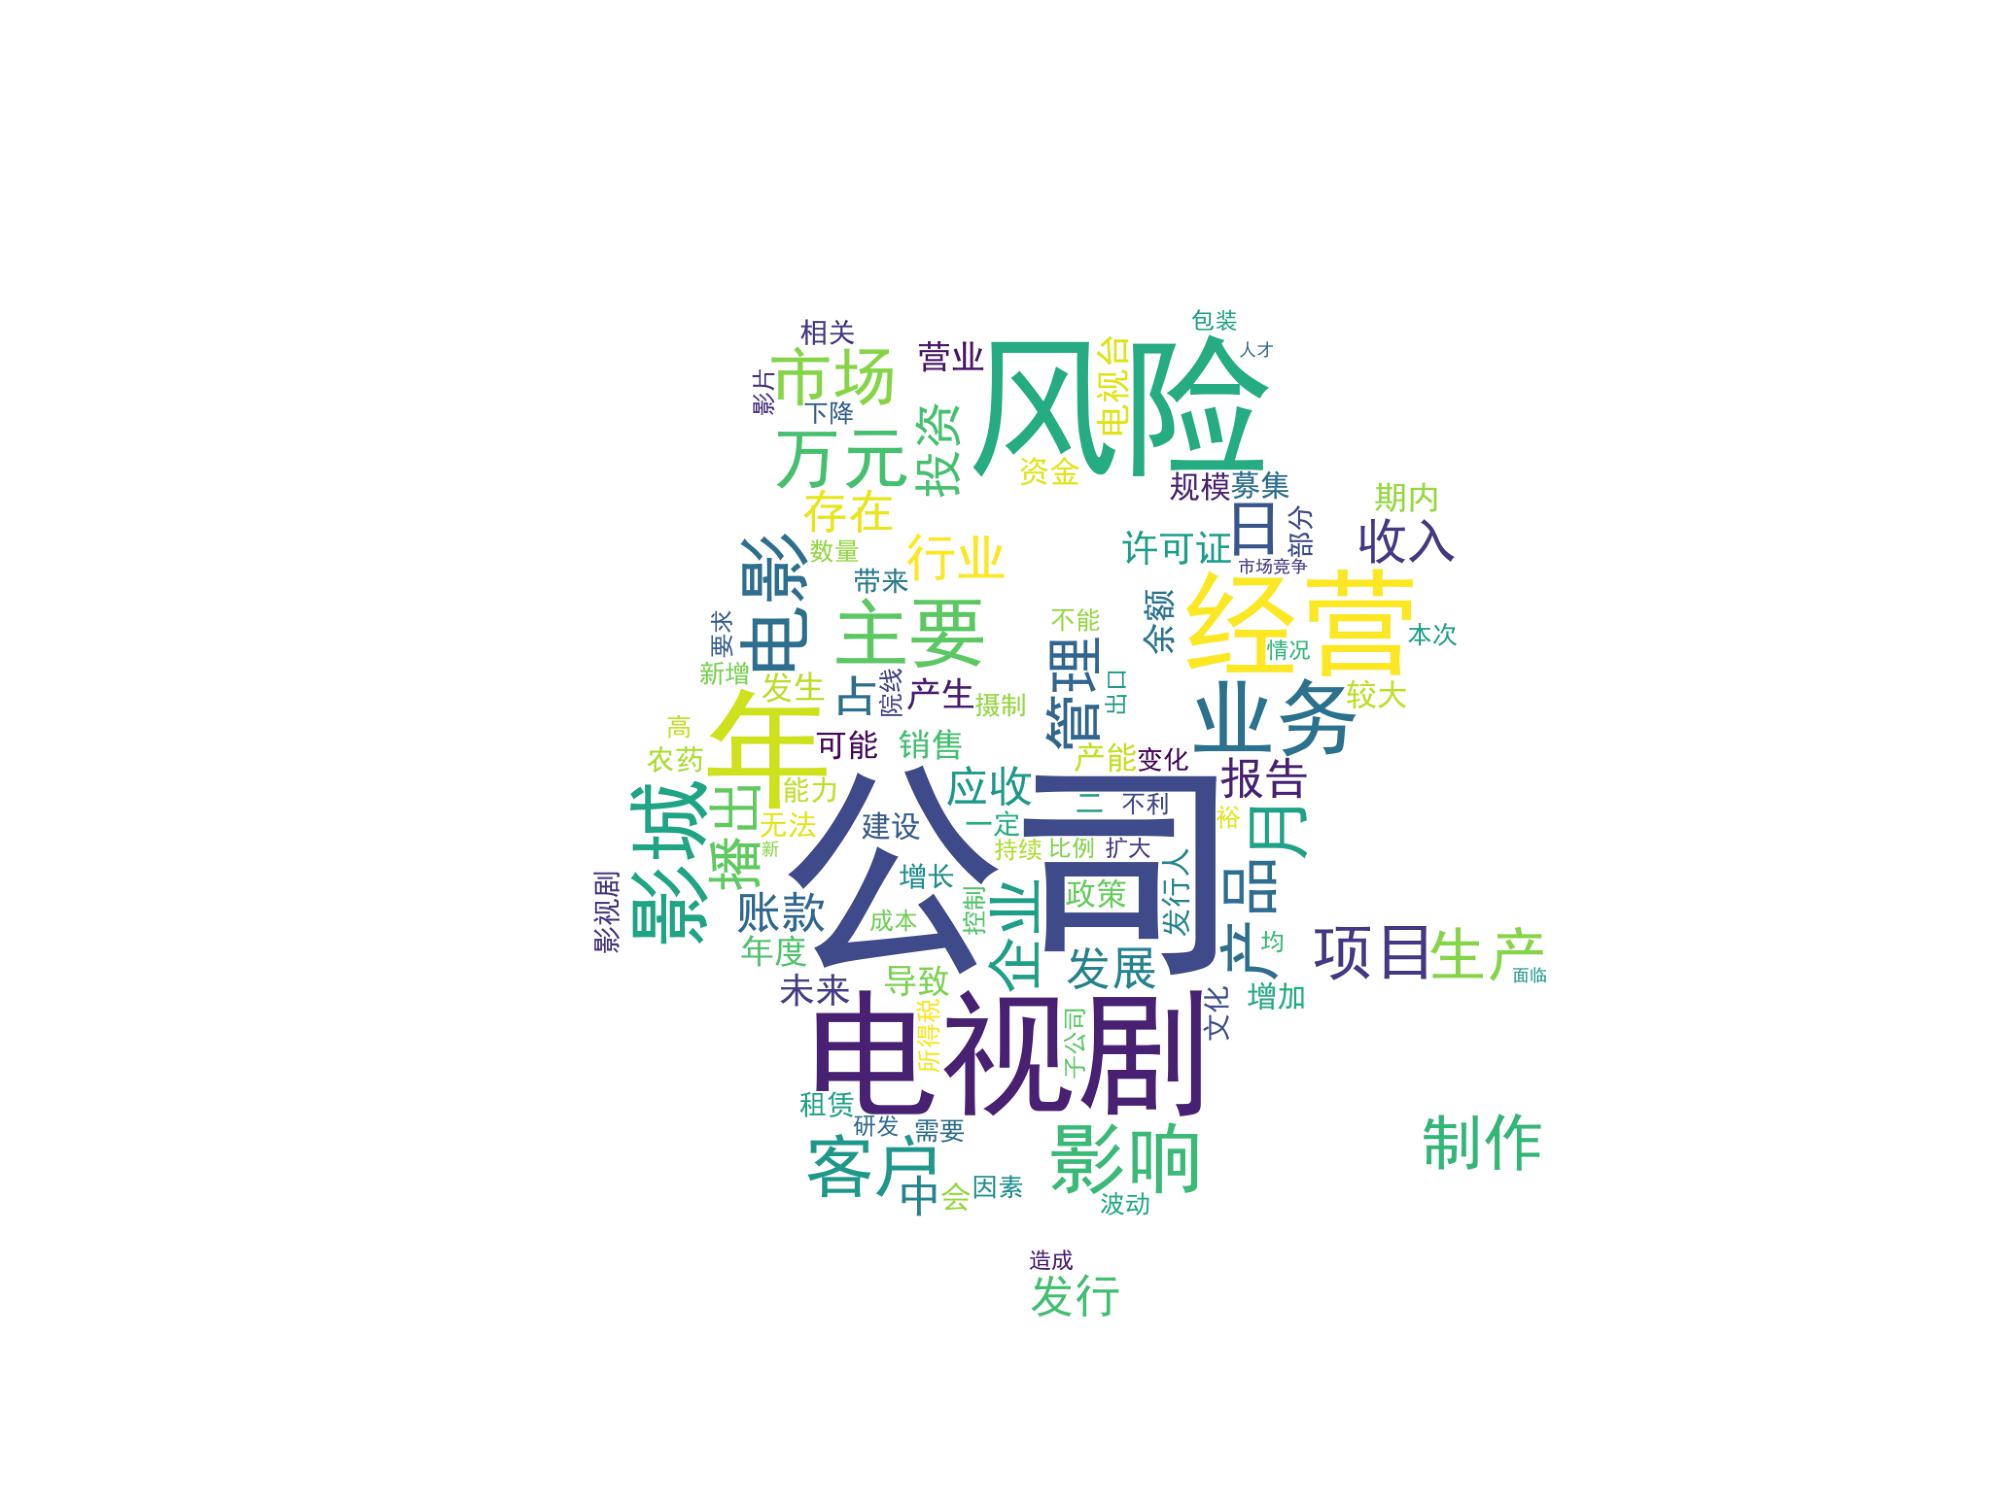 包装
相关
营业
风险
电视台
人才
市场
影片
下降
投资
万元
资金
规模
募集
期内
存在
日
部分
收入
电影
数量
行业
许可证
市场竞争
带来
经营
主要
不能
余额
要求
管理
情况
本次
新增
发生
占
院线
产生
摄制
出口
业务
较大
年
高
可能
销售
农药
产能
变化
报告
影城
播出
能力
应收
二
不利
裕
月
无法
建设
一定
公司
新
持续
比例
扩大
影视剧
增长
政策
发行人
产品
账款
成本
控制
企业
年度
发展
均
项目
生产
未来
导致
增加
面临
文化
电视剧
所得税
子公司
租赁
研发
需要
影响
制作
客户
中
会
因素
波动
造成
发行